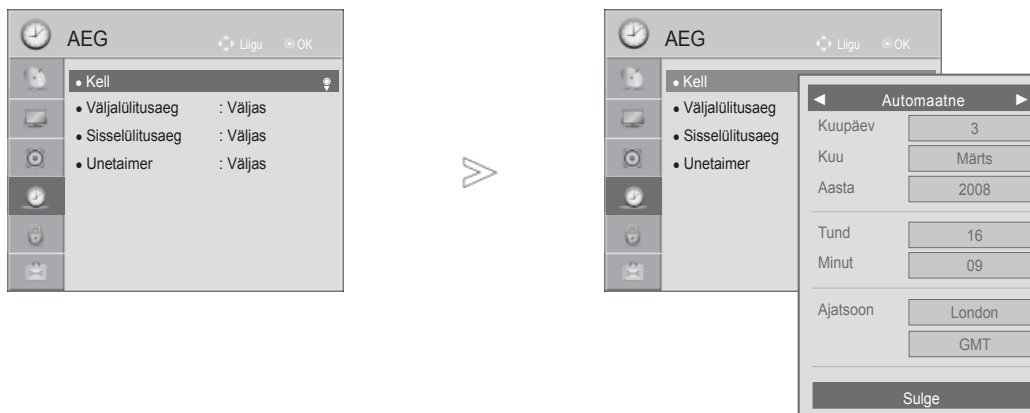 AEG
Liigu OK
• Kell
• Väljalülitusaeg : Väljas
• Sisselülitusaeg : Väljas
• Unetaimer : Väljas
>
AEG
Liigu OK
• Kell
• Väljalülitusaeg
• Sisselülitusaeg
• Unetaimer
◄ Automaatne ►
Kuupäev 3
Kuu Märts
Aasta 2008
Tund 16
Minut 09
Ajatsoon London
GMT
Sulge